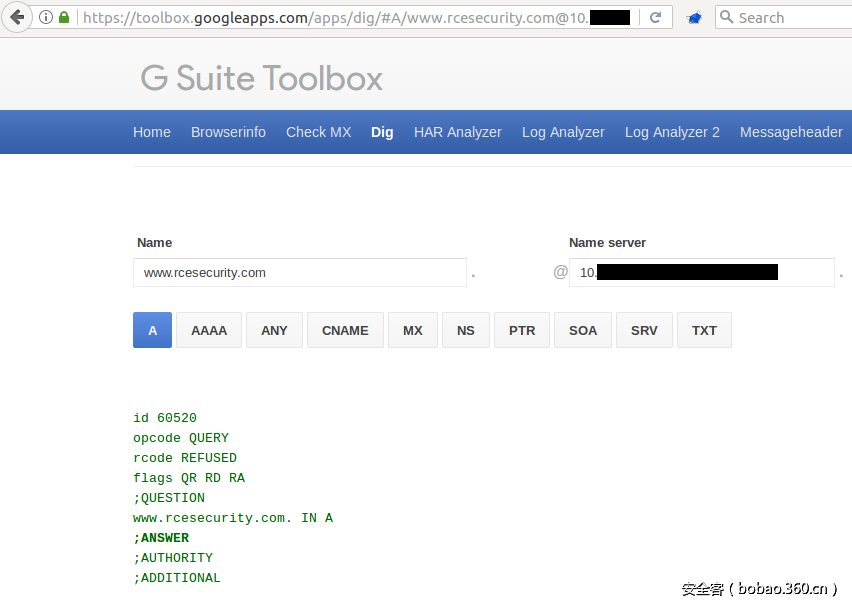 https://toolbox.googleapps.com/apps/dig/#A/www.rcesecurity.com@10.
Search
G Suite Toolbox
Home Browserinfo Check MX Dig HAR Analyzer Log Analyzer Log Analyzer 2 Messageheader
Name Name server
www.rcesecurity.com . @ 10. .
A AAAA ANY CNAME MX NS PTR SOA SRV TXT
id 60520
opcode QUERY
rcode REFUSED
flags QR RD RA
;QUESTION
www.rcesecurity.com. IN A
;ANSWER
;AUTHORITY
;ADDITIONAL
安全客（bobao.360.cn）